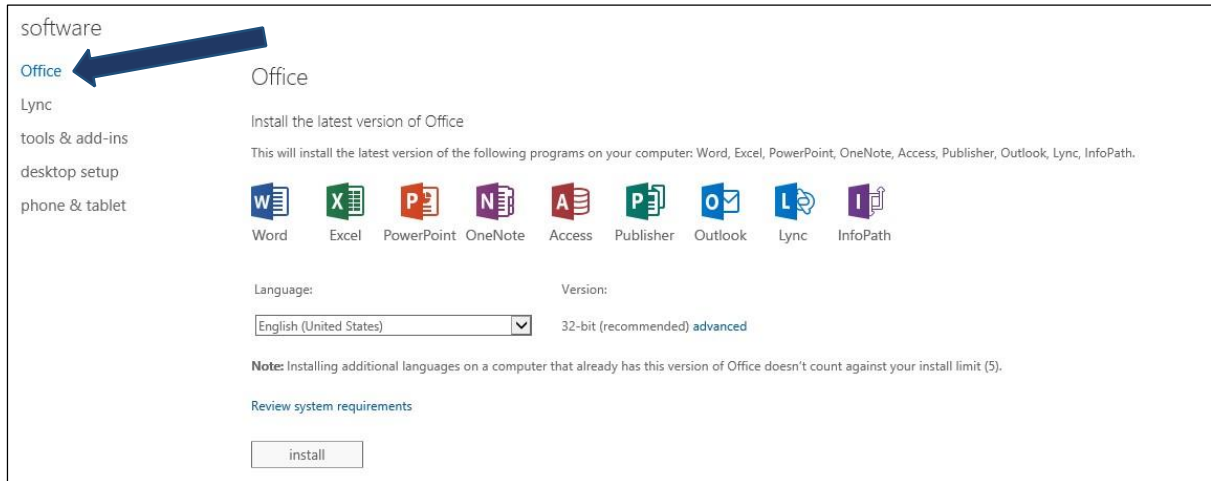 software
Office
Lync
tools & add-ins
desktop setup
phone & tablet
Office
Install the latest version of Office
This will install the latest version of the following programs on your computer: Word, Excel, PowerPoint, OneNote, Access, Publisher, Outlook, Lync, InfoPath.
W X P N A P O L I
Word Excel PowerPoint OneNote Access Publisher Outlook Lync InfoPath
Language: Version:
English (United States) 32-bit (recommended) advanced
Note: Installing additional languages on a computer that already has this version of Office doesn't count against your install limit (5).
Review system requirements
install